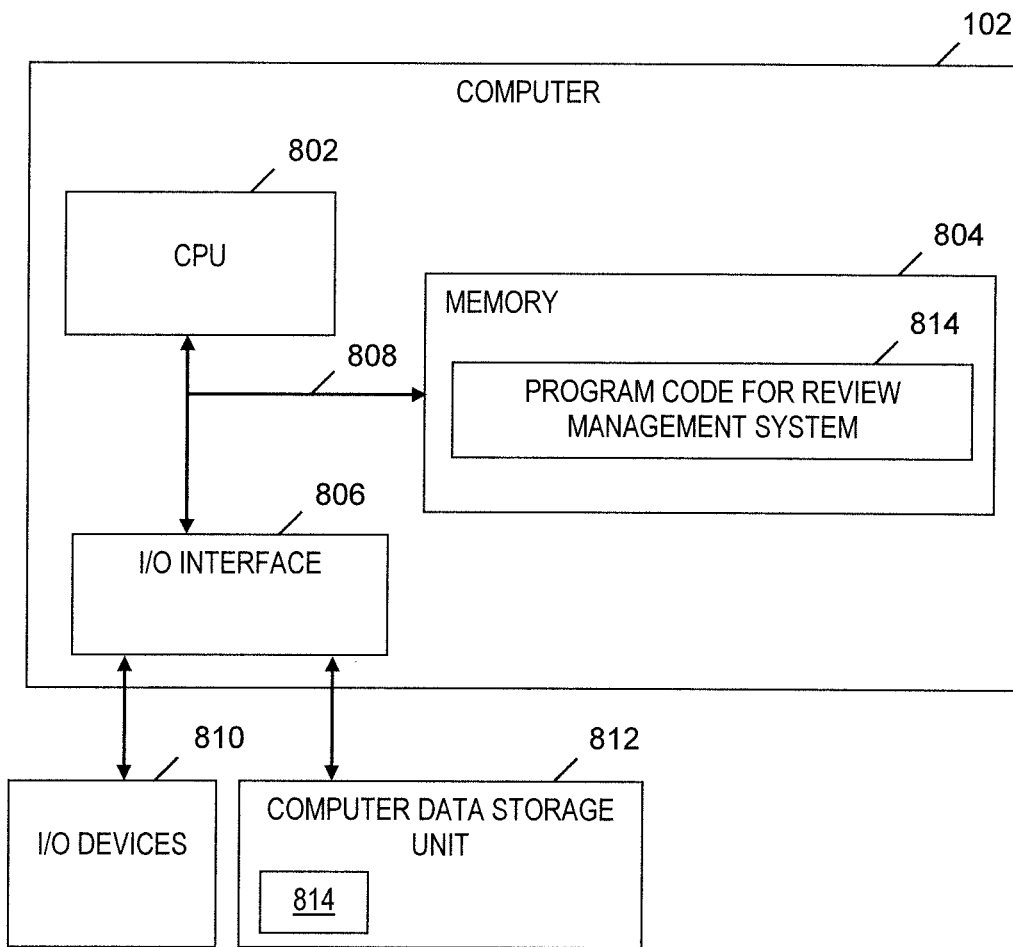 102
COMPUTER
802
CPU
804
MEMORY
814
PROGRAM CODE FOR REVIEW
MANAGEMENT SYSTEM
808
806
I/O INTERFACE
810
I/O DEVICES
812
COMPUTER DATA STORAGE
UNIT
814